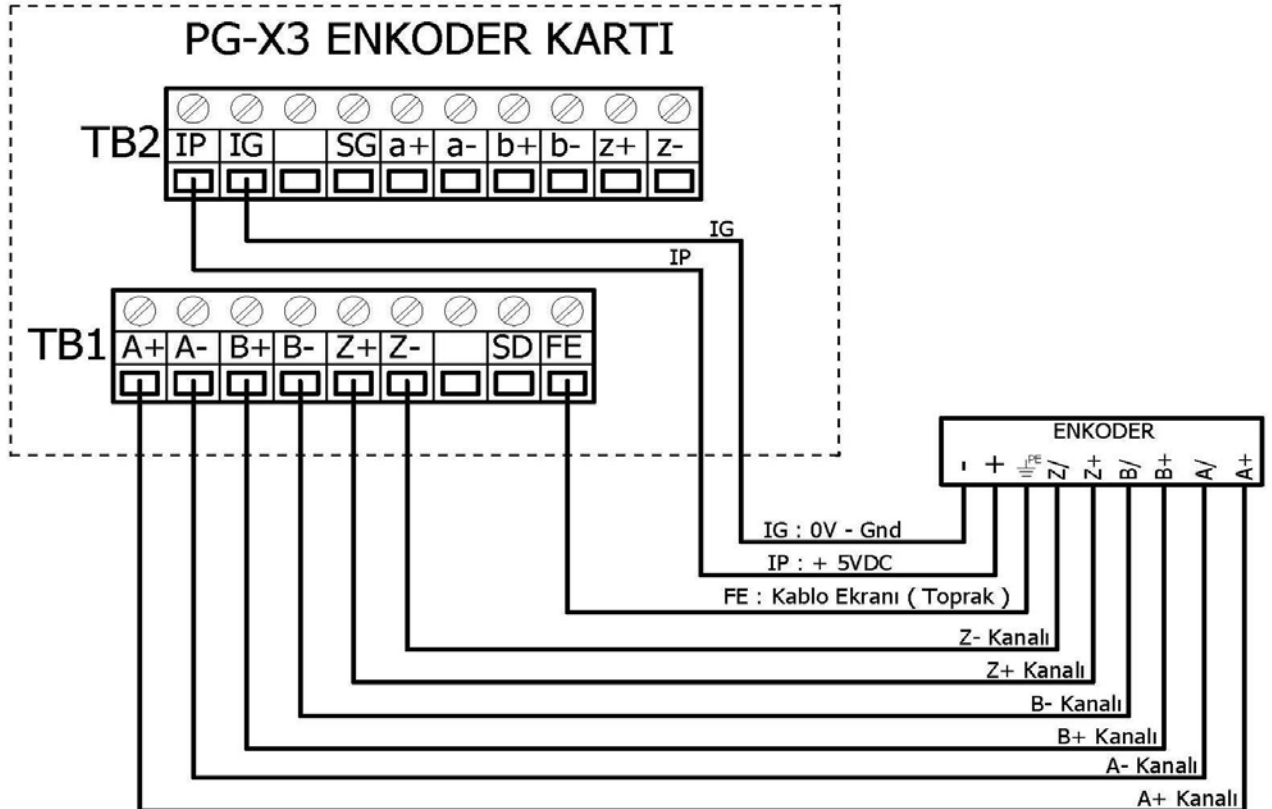 PG-X3 ENKODER KARTI
TB2 IP IG SG a+ a- b+ b- z+ z-
IG
IP
TB1 A+ A- B+ B- Z+ Z- SD FE
ENKODER
- + PE Z/ Z+ B/ B+ A/ A+
IG : 0V - Gnd
IP : + 5VDC
FE : Kablo Ekranı ( Toprak )
Z- Kanalı
Z+ Kanalı
B- Kanalı
B+ Kanalı
A- Kanalı
A+ Kanalı